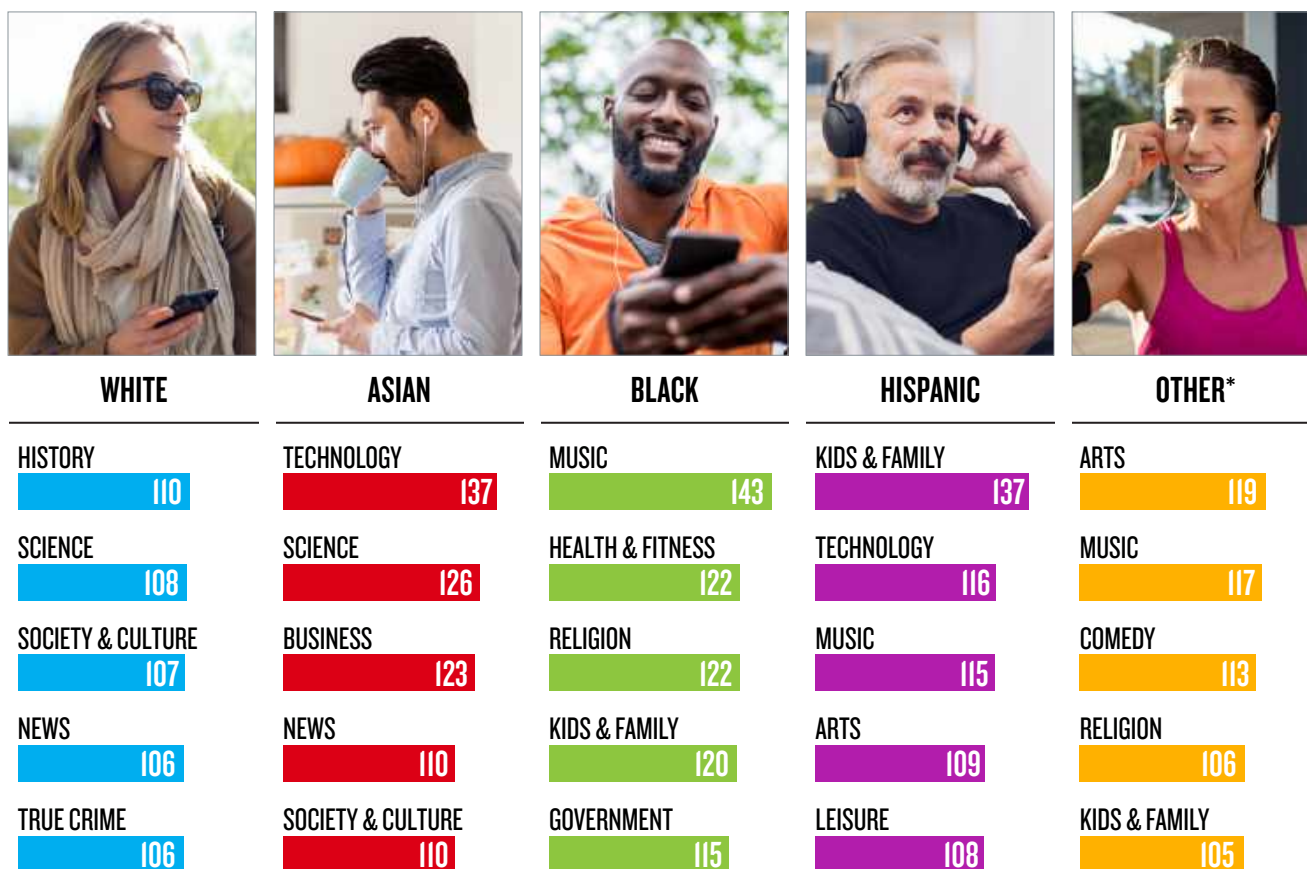 WHITE
HISTORY
110
SCIENCE
108
SOCIETY & CULTURE
107
NEWS
106
TRUE CRIME
106
ASIAN
TECHNOLOGY
137
SCIENCE
126
BUSINESS
123
NEWS
110
SOCIETY & CULTURE
110
BLACK
MUSIC
143
HEALTH & FITNESS
122
RELIGION
122
KIDS & FAMILY
120
GOVERNMENT
115
HISPANIC
KIDS & FAMILY
137
TECHNOLOGY
116
MUSIC
115
ARTS
109
LEISURE
108
OTHER*
ARTS
119
MUSIC
117
COMEDY
113
RELIGION
106
KIDS & FAMILY
105